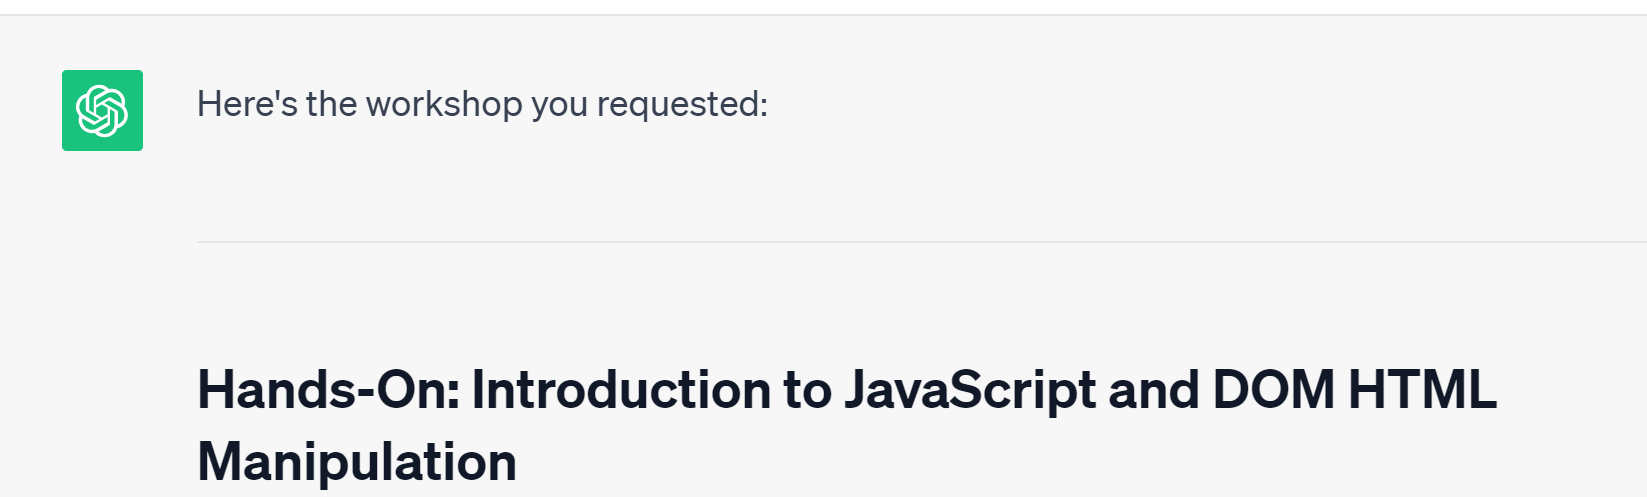 Here's the workshop you requested:
Hands-On: Introduction to JavaScript and DOM HTML
Manipulation